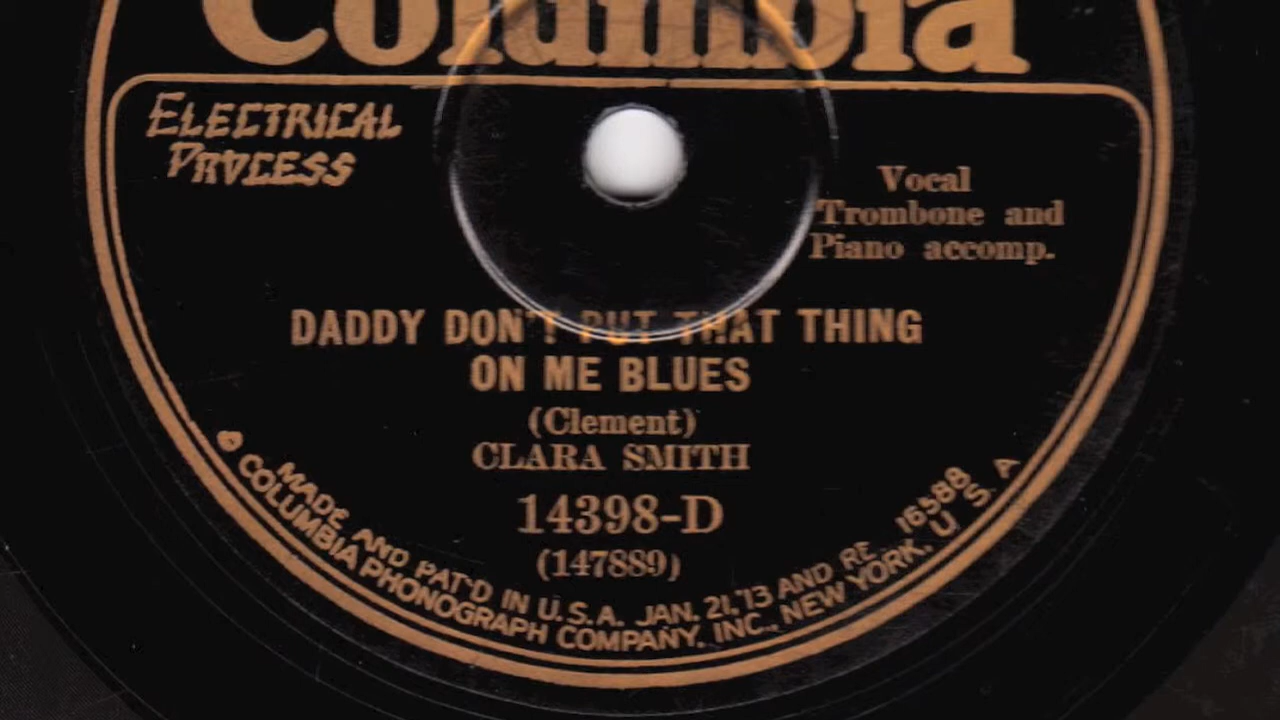 Columbia
ELECTRICAL
PROCESS
Vocal
Trombone and
Piano accomp.
DADDY DON'T PUT THAT THING
ON ME BLUES
(Clement)
CLARA SMITH
14398-D
(147889)
MADE AND PAT'D IN U.S.A. JAN. 21,'13 AND RE 16588
COLUMBIA PHONOGRAPH COMPANY, INC., NEW YORK, U S. A